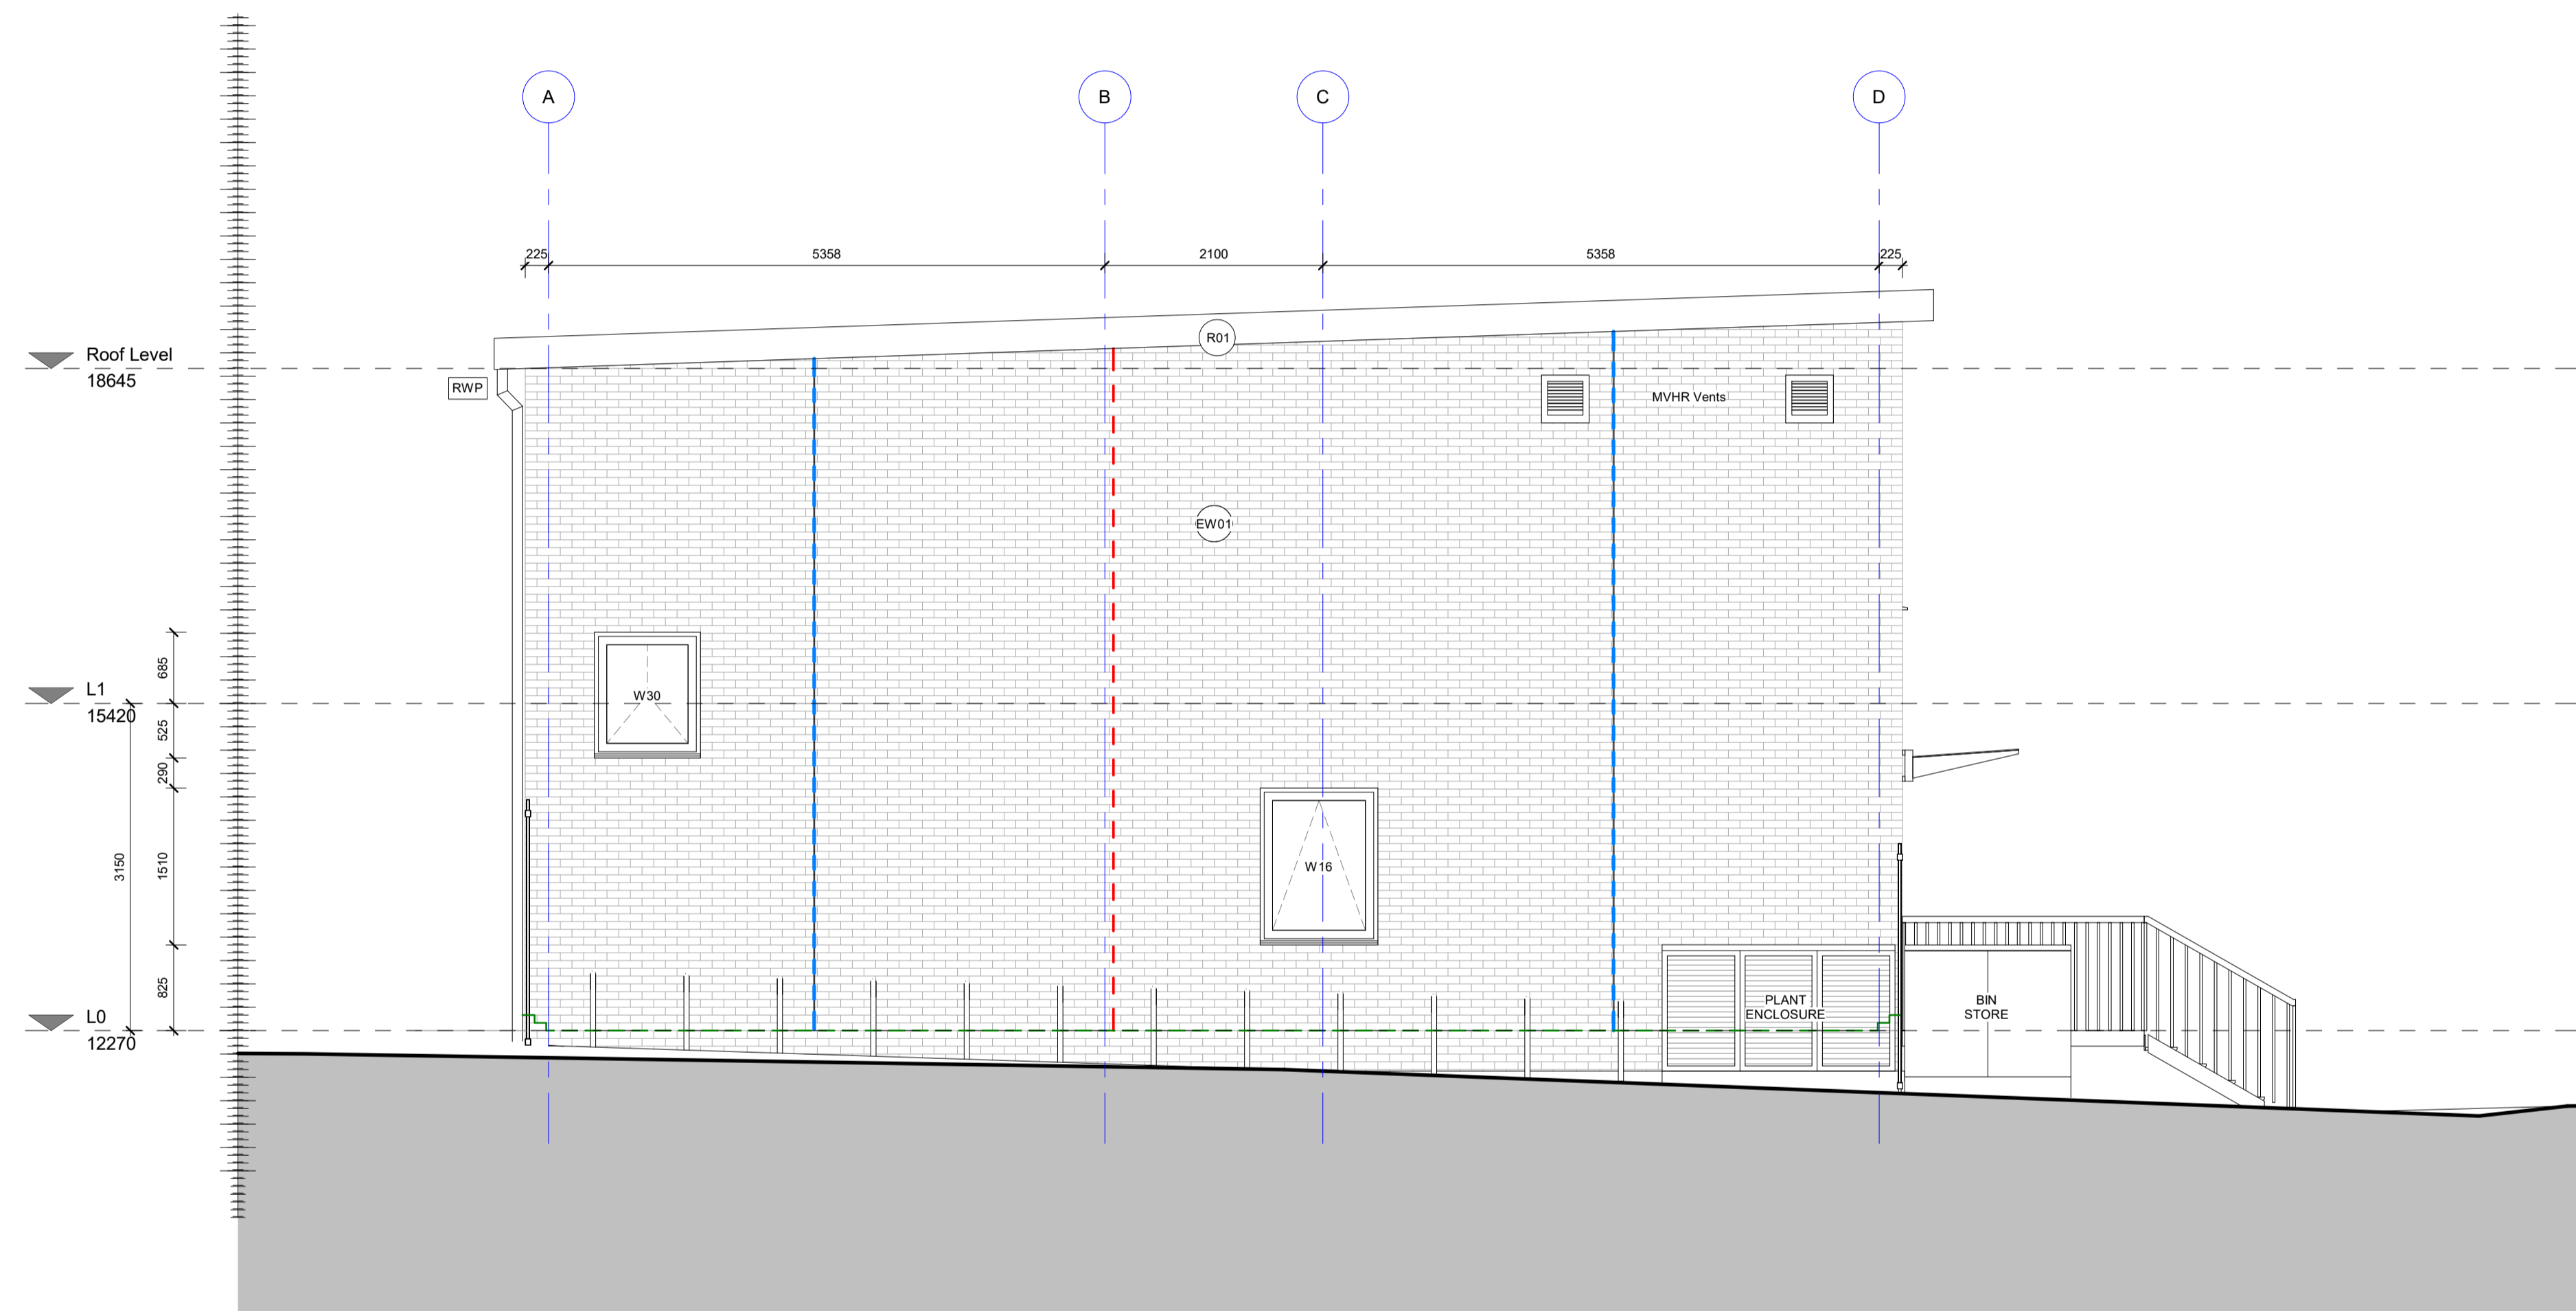 A
B
C
D
225
5358
2100
5358
225
R01
Roof Level
18645
RWP
MVHR Vents
EW01
685
W30
L1
15420
525
290
3150
1510
W16
825
L0
12270
PLANT
ENCLOSURE
BIN
STORE